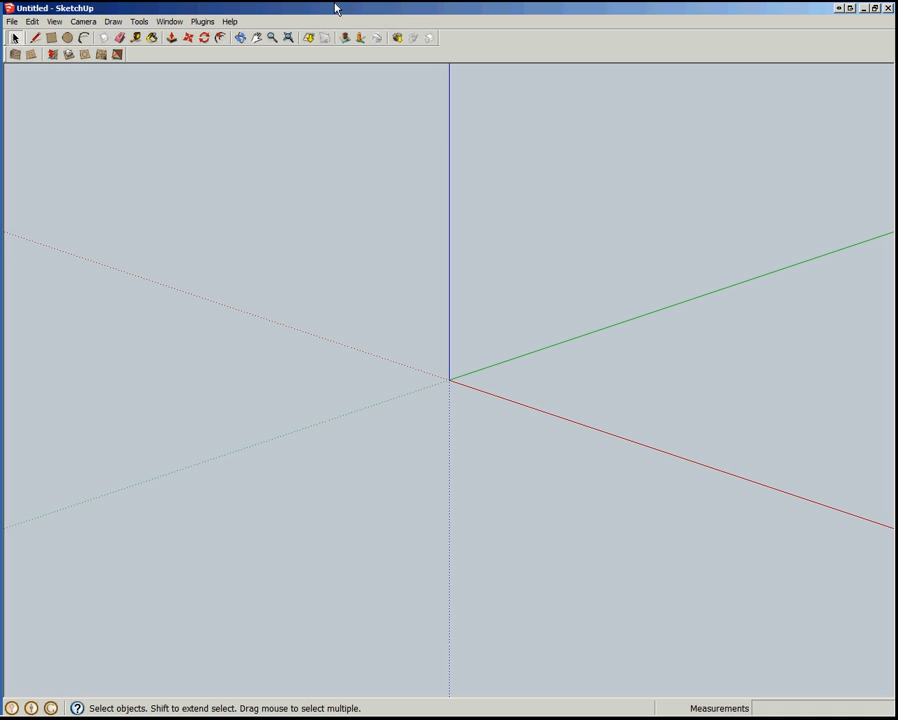 Untitled - SketchUp
File Edit View Camera Draw Tools Window Plugins Help
Select objects. Shift to extend select. Drag mouse to select multiple.
Measurements